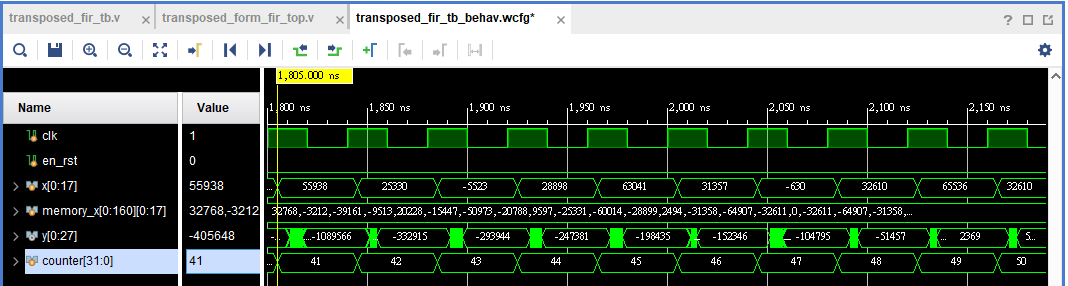 transposed_fir_tb.v × transposed_form_fir_top.v × transposed_fir_tb_behav.wcfg* × ?
1,805.000 ns
Name Value 1,800 ns 1,850 ns 1,900 ns 1,950 ns 2,000 ns 2,050 ns 2,100 ns 2,150 ns
clk 1
en_rst 0
x[0:17] 55938 ... 55938 25330 -5523 28898 63041 31357 -630 32610 65536 32610
memory_x[0:160][0:17] 32768,-3212 32768,-3212,-39161,-9513,20228,-15447,-50973,-20788,9597,-25331,-60014,-28899,2494,-31358,-64907,-32611,0,-32611,-64907,-31358,...
y[0:27] -405648 -... ... -1089566 -332915 -293944 -247381 -198435 -152346 ... -104795 -51457 2369 5...
counter[31:0] 41 ... 41 42 43 44 45 46 47 48 49 50